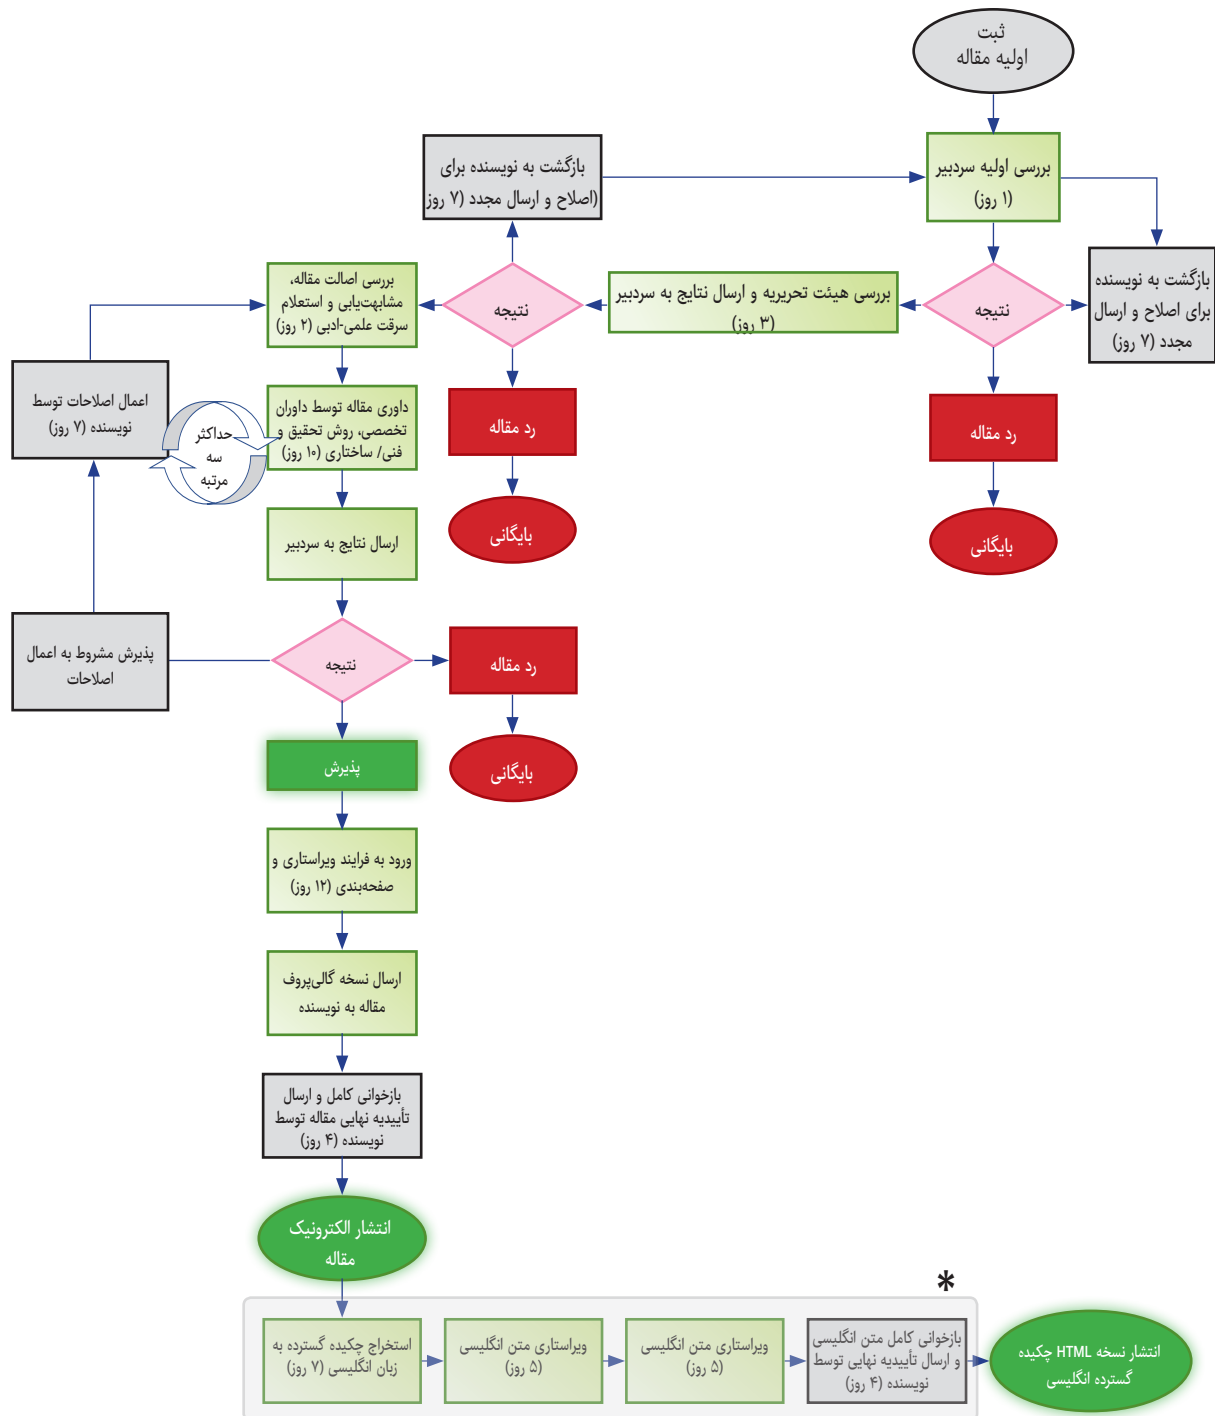 ثبت
اولیه مقاله
بررسی اولیه سردبیر
(۱ روز)
بازگشت به نویسنده برای
اصلاح و ارسال مجدد (۷ روز)
بازگشت به نویسنده
برای اصلاح و ارسال
مجدد (۷ روز)
نتیجه
بررسی هیئت تحریریه و ارسال نتایج به سردبیر
(۳ روز)
نتیجه
بررسی اصالت مقاله،
مشابهت‌یابی و استعلام
سرقت علمی-ادبی (۲ روز)
رد مقاله
بایگانی
رد مقاله
بایگانی
اعمال اصلاحات توسط
نویسنده (۷ روز)
حداکثر
سه
مرتبه
داوری مقاله توسط داوران
تخصصی، روش تحقیق و
فنی/ ساختاری (۱۰ روز)
ارسال نتایج به سردبیر
نتیجه
پذیرش مشروط به اعمال
اصلاحات
رد مقاله
بایگانی
پذیرش
ورود به فرایند ویراستاری و
صفحه‌بندی (۱۲ روز)
ارسال نسخه گالی‌پروف
مقاله به نویسنده
بازخوانی کامل و ارسال
تأییدیه نهایی مقاله توسط
نویسنده (۴ روز)
انتشار الکترونیک
مقاله
*
استخراج چکیده گسترده به
زبان انگلیسی (۷ روز)
ویراستاری متن انگلیسی
(۵ روز)
ویراستاری متن انگلیسی
(۵ روز)
بازخوانی کامل متن انگلیسی
و ارسال تأییدیه نهایی توسط
نویسنده (۴ روز)
انتشار نسخه HTML چکیده
گسترده انگلیسی